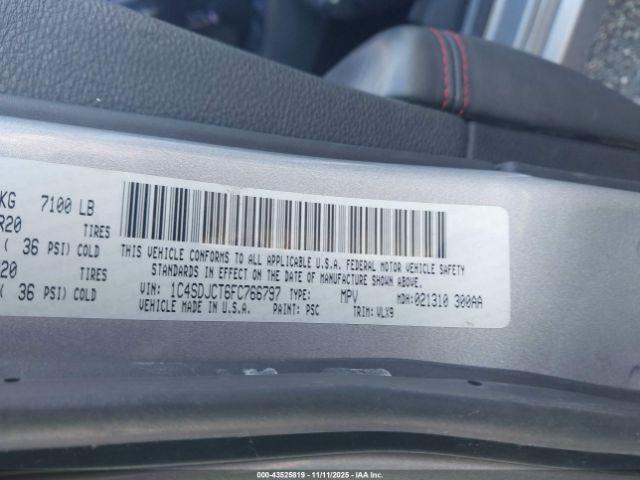 KG 7100 LB
R20 TIRES
( 36 PSI) COLD
20 TIRES
( 36 PSI) COLD
THIS VEHICLE CONFORMS TO ALL APPLICABLE U.S.A. FEDERAL MOTOR VEHICLE SAFETY
STANDARDS IN EFFECT ON THE DATE OF MANUFACTURE SHOWN ABOVE.
VIN: 1C4SDJCT6FC766797 TYPE: MPV MDH: 021310 300AA
VEHICLE MADE IN U.S.A. PAINT: PSC TRIM: VLX9
000-43525819 - 11/11/2025 - IAAI, INC.